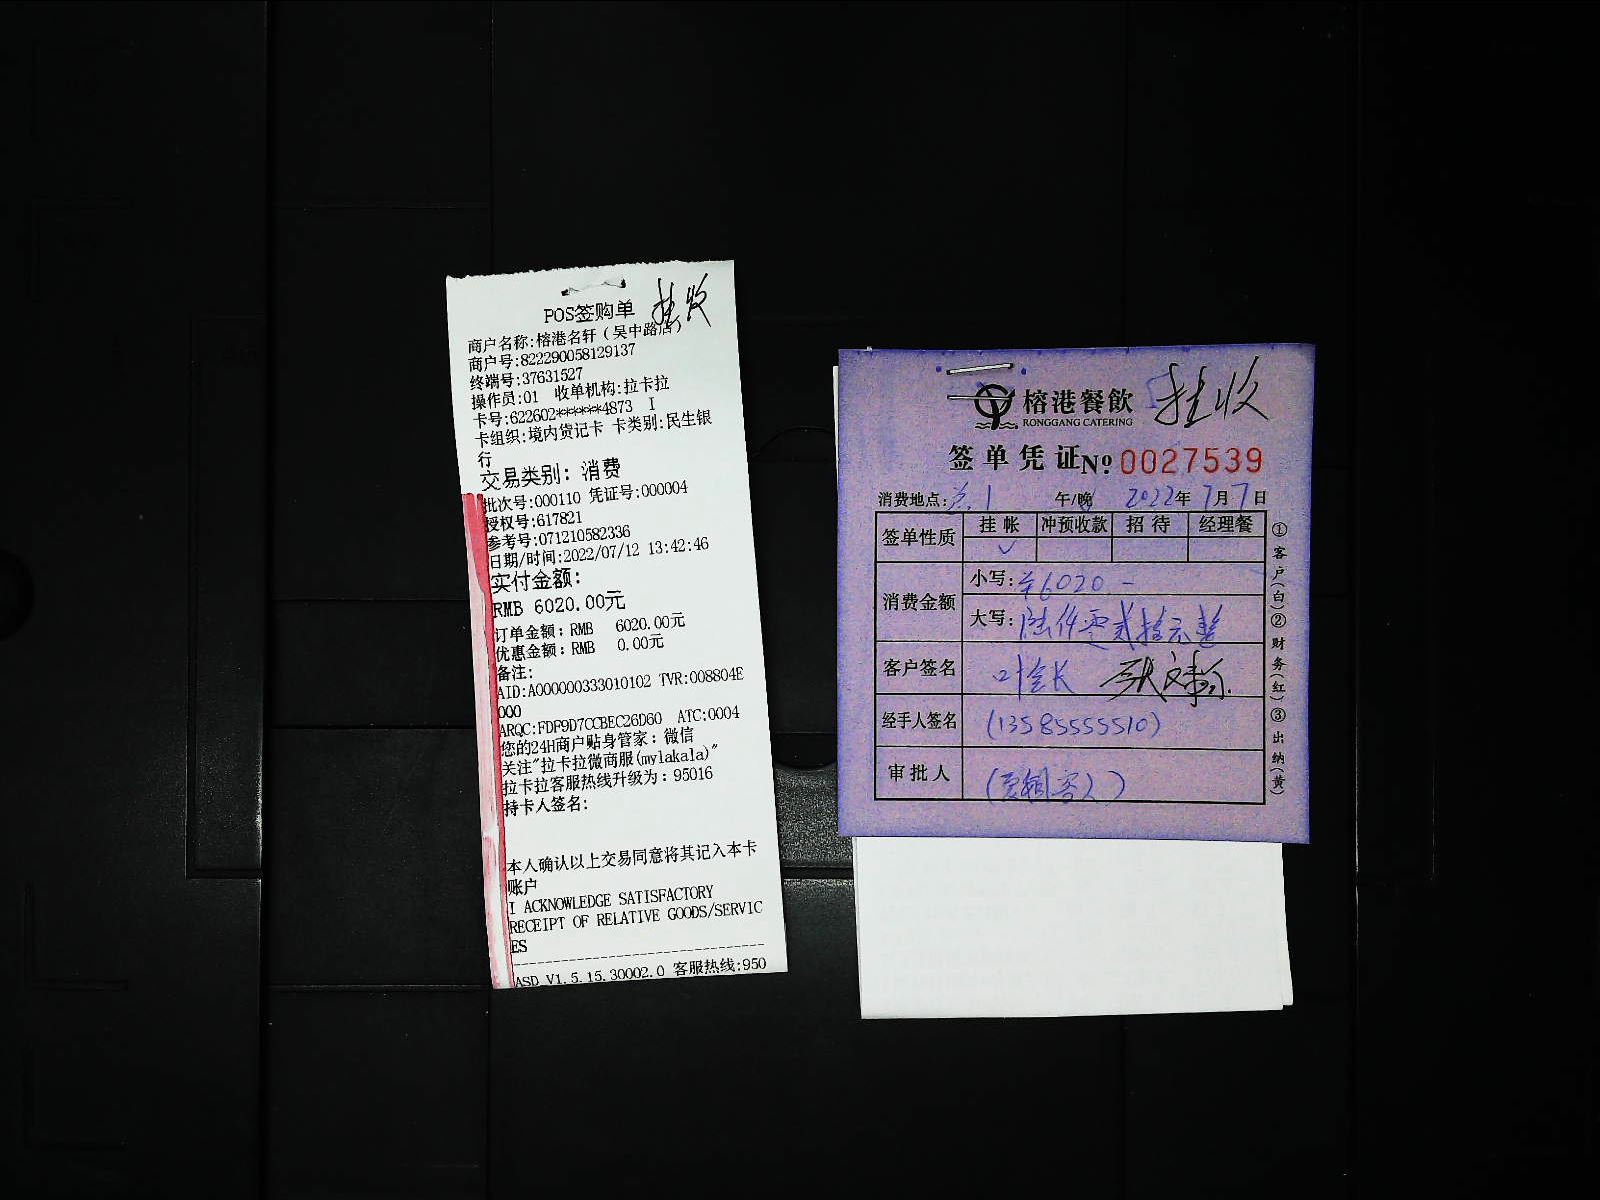 POS签购单 挂收
商户名称:榕港名轩(吴中路店)
商户号:822290058129137
终端号:37631527
操作员:01 收单机构:拉卡拉
卡号:622602******4873 I
卡组织:境内贷记卡 卡类别:民生银
行
交易类别:消费
批次号:000110 凭证号:000004
授权号:617821
参考号:071210582336
日期/时间:2022/07/12 13:42:46
实付金额:
RMB 6020.00元
订单金额:RMB 6020.00元
优惠金额:RMB 0.00元
备注:
AID:A000000333010102 TVR:008804E
000
ARQC:FDF9D7CCBEC26D60 ATC:0004
您的24H商户贴身管家:微信
关注"拉卡拉微商服(mylakala)"
拉卡拉客服热线升级为:95016
持卡人签名:
本人确认以上交易同意将其记入本卡
账户
I ACKNOWLEDGE SATISFACTORY
RECEIPT OF RELATIVE GOODS/SERVIC
ES
ASD V1.5.15.30002.0 客服热线:950
榕港餐飲 挂收
RONGGANG CATERING
签单凭证№ 0027539
消费地点: 1 午/晚 2022年7月7日
签单性质 挂帐 冲预收款 招待 经理餐
✓
消费金额 小写:¥6020.-
大写:陆仟零贰拾元整
客户签名 叶会长
经手人签名 (13585555510)
审批人
①客户(白)②财务(红)③出纳(黄)